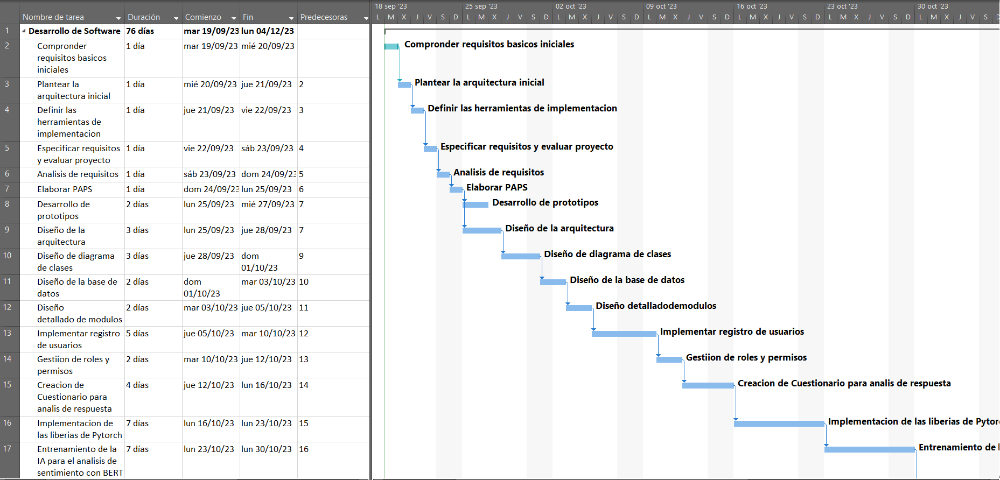 18 sep '23 25 sep '23 02 oct '23 09 oct '23 16 oct '23 23 oct '23 30 oct '23
Nombre de tarea Duración Comienzo Fin Predecesoras L M X J V S D L M X J V S D L M X J V S D L M X J V S D L M X J V S D L M X J V S D L M X J V S D
1 Desarrollo de Software 76 días mar 19/09/23 lun 04/12/23
2 Compronder 1 día mar 19/09/23 mié 20/09/23 Compronder requisitos basicos iniciales
requisitos basicos
iniciales
3 Plantear la 1 día mié 20/09/23 jue 21/09/23 2 Plantear la arquitectura inicial
arquitectura inicial
4 Definir las 1 día jue 21/09/23 vie 22/09/23 3 Definir las herramientas de implementacion
herramientas de
implementacion
5 Especificar requisitos 1 día vie 22/09/23 sáb 23/09/23 4 Especificar requisitos y evaluar proyecto
y evaluar proyecto
6 Analisis de requisitos 1 día sáb 23/09/23 dom 24/09/23 5 Analisis de requisitos
7 Elaborar PAPS 1 día dom 24/09/23 lun 25/09/23 6 Elaborar PAPS
8 Desarrollo de 2 días lun 25/09/23 mié 27/09/23 7 Desarrollo de prototipos
prototipos
9 Diseño de la 3 días lun 25/09/23 jue 28/09/23 7 Diseño de la arquitectura
arquitectura
10 Diseño de diagrama 3 días jue 28/09/23 dom 9 Diseño de diagrama de clases
de clases 01/10/23
11 Diseño de la base de 2 días dom mar 03/10/23 10 Diseño de la base de datos
datos 01/10/23
12 Diseño 2 días mar 03/10/23 jue 05/10/23 11 Diseño detalladodemodulos
detallado de modulos
13 Implementar registro 5 días jue 05/10/23 mar 10/10/23 12 Implementar registro de usuarios
de usuarios
14 Gestiion de roles y 2 días mar 10/10/23 jue 12/10/23 13 Gestiion de roles y permisos
permisos
15 Creacion de 4 días jue 12/10/23 lun 16/10/23 14 Creacion de Cuestionario para analis de respuesta
Cuestionario para
analis de respuesta
16 Implementacion de 7 días lun 16/10/23 lun 23/10/23 15 Implementacion de las liberias de Pytor
las liberias de Pytorch
17 Entrenamiento de la 7 días lun 23/10/23 lun 30/10/23 16 Entrenamiento de
IA para el analisis de
sentimiento con BERT